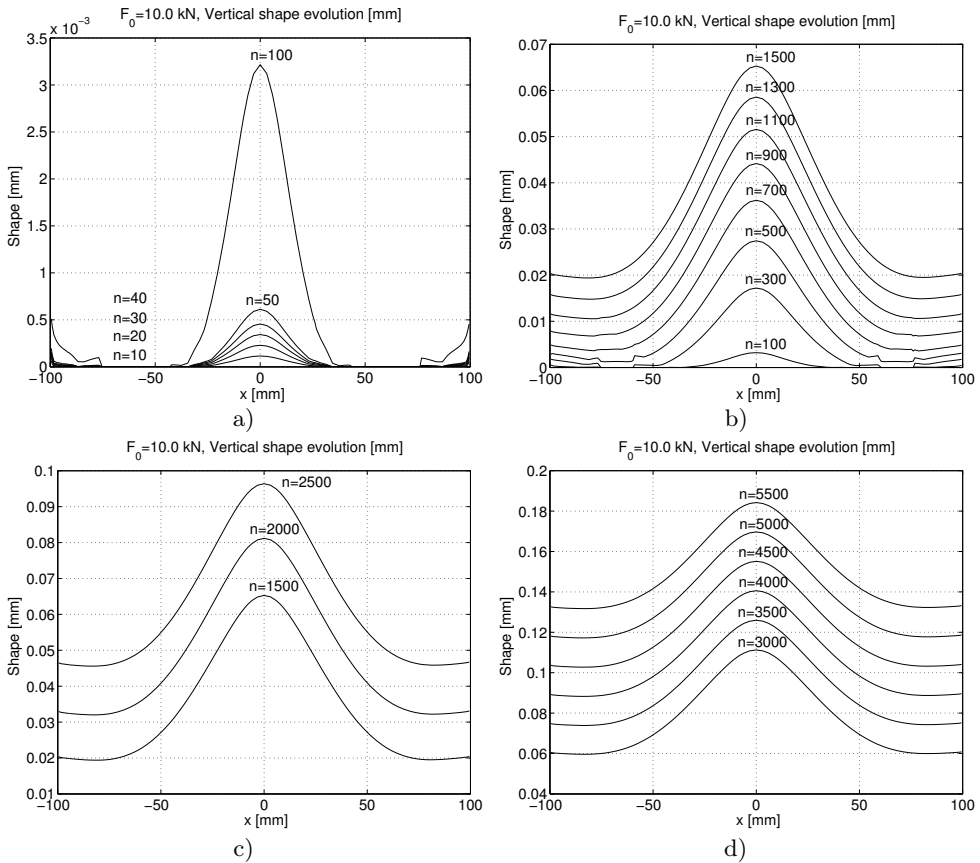 F_0=10.0 kN, Vertical shape evolution [mm]
x 10^−3
3.5
3
2.5
2
1.5
1
0.5
0
Shape [mm]
n=100
n=50
n=40
n=30
n=20
n=10
−100
−50
0
50
100
x [mm]
a)
F_0=10.0 kN, Vertical shape evolution [mm]
0.07
0.06
0.05
0.04
0.03
0.02
0.01
0
Shape [mm]
n=1500
n=1300
n=1100
n=900
n=700
n=500
n=300
n=100
−100
−50
0
50
100
x [mm]
b)
F_0=10.0 kN, Vertical shape evolution [mm]
0.1
0.09
0.08
0.07
0.06
0.05
0.04
0.03
0.02
0.01
Shape [mm]
n=2500
n=2000
n=1500
−100
−50
0
50
100
x [mm]
c)
F_0=10.0 kN, Vertical shape evolution [mm]
0.2
0.18
0.16
0.14
0.12
0.1
0.08
0.06
0.04
Shape [mm]
n=5500
n=5000
n=4500
n=4000
n=3500
n=3000
−100
−50
0
50
100
x [mm]
d)